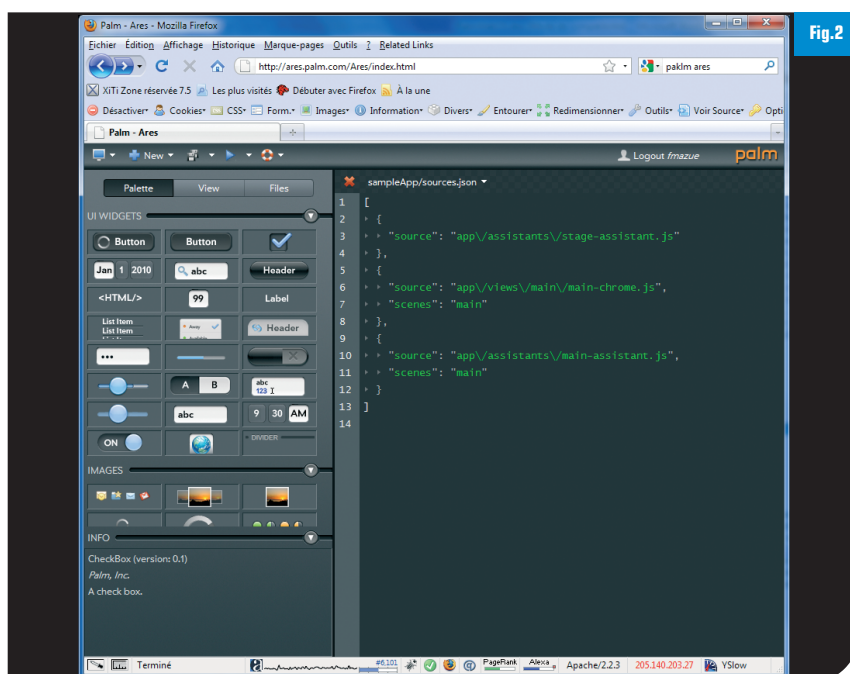 Fig.2
Palm - Ares - Mozilla Firefox
Fichier Édition Affichage Historique Marque-pages Outils ? Related Links
http://ares.palm.com/Ares/index.html
paklm ares
XiTi Zone réservée 7.5 Les plus visités Débuter avec Firefox À la une
Désactiver Cookies CSS Form. Images Information Divers Entourer Redimensionner Outils Voir Source Opti
Palm - Ares
New
Logout fmazue
palm
Palette View Files
sampleApp/sources.json
UI WIDGETS
Button Button
Jan 1 2010 abc Header
<HTML/> 99 Label
List Item
List Item
Away
Header
A B
abc
123
abc
9 30 AM
ON
DIVIDER
IMAGES
INFO
CheckBox (version: 0.1)
Palm, Inc.
A check box.
1 [
2 {
3 "source": "app\/assistants\/stage-assistant.js"
4 },
5 {
6 "source": "app\/views\/main\/main-chrome.js",
7 "scenes": "main"
8 },
9 {
10 "source": "app\/assistants\/main-assistant.js",
11 "scenes": "main"
12 }
13 ]
14
Terminé
#6,101
PageRank Alexa Apache/2.2.3 205.140.203.27 YSlow